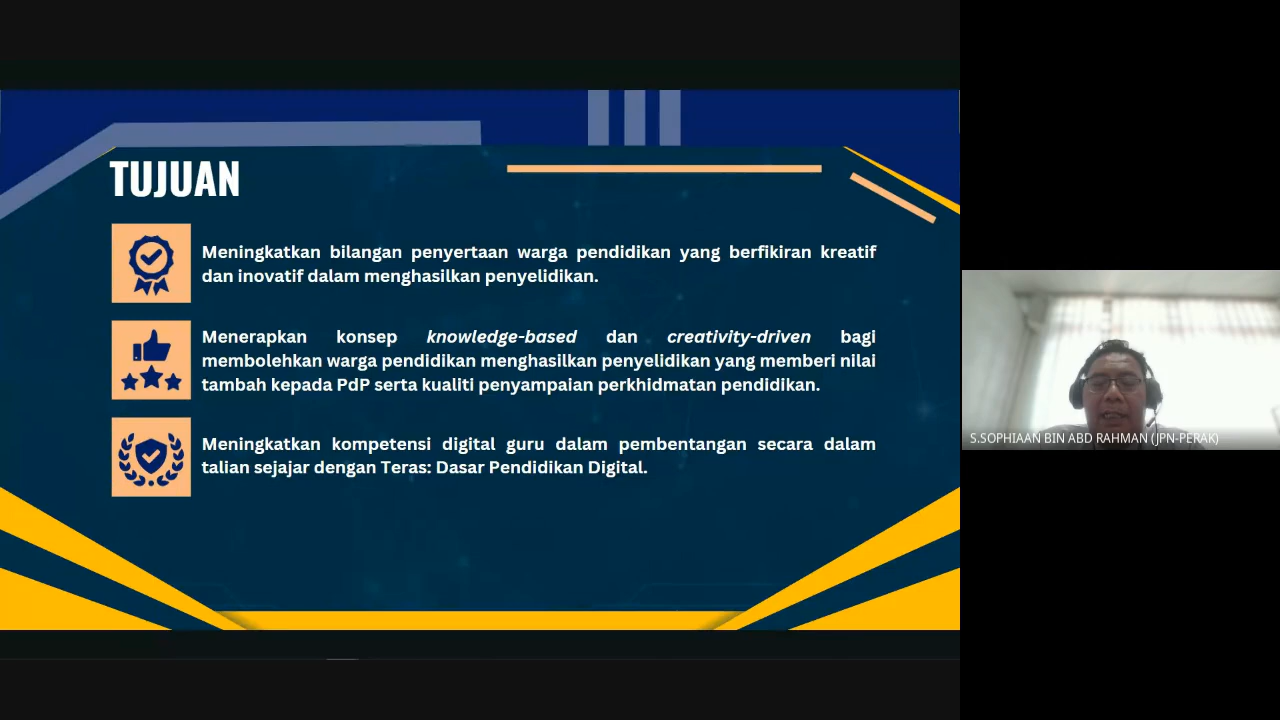 TUJUAN
Meningkatkan bilangan penyertaan warga pendidikan yang berfikiran kreatif
dan inovatif dalam menghasilkan penyelidikan.
Menerapkan konsep knowledge-based dan creativity-driven bagi
membolehkan warga pendidikan menghasilkan penyelidikan yang memberi nilai
tambah kepada PdP serta kualiti penyampaian perkhidmatan pendidikan.
Meningkatkan kompetensi digital guru dalam pembentangan secara dalam
talian sejajar dengan Teras: Dasar Pendidikan Digital.
S.SOPHIAAN BIN ABD RAHMAN (JPN-PERAK)